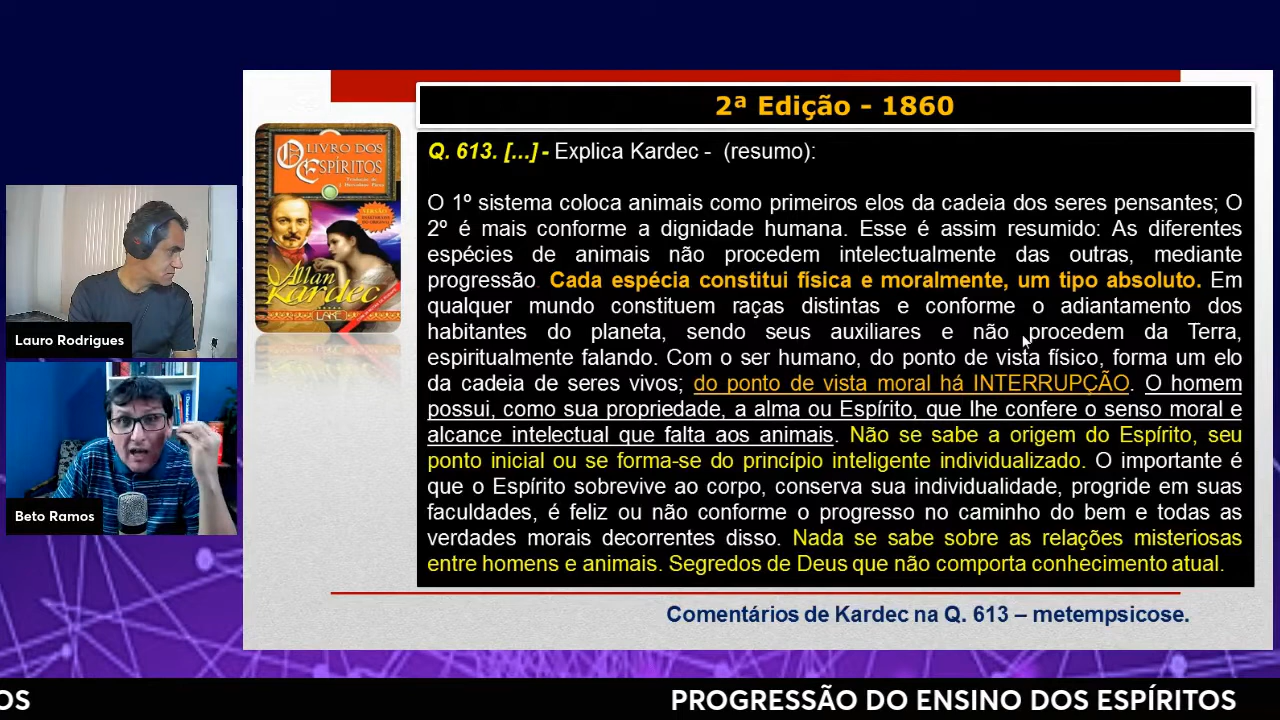 2ª Edição - 1860
Q. 613. [...] - Explica Kardec - (resumo):
O 1º sistema coloca animais como primeiros elos da cadeia dos seres pensantes; O
2º é mais conforme a dignidade humana. Esse é assim resumido: As diferentes
espécies de animais não procedem intelectualmente das outras, mediante
progressão. Cada espécia constitui física e moralmente, um tipo absoluto. Em
qualquer mundo constituem raças distintas e conforme o adiantamento dos
habitantes do planeta, sendo seus auxiliares e não procedem da Terra,
espiritualmente falando. Com o ser humano, do ponto de vista físico, forma um elo
da cadeia de seres vivos; do ponto de vista moral há INTERRUPÇÃO. O homem
possui, como sua propriedade, a alma ou Espírito, que lhe confere o senso moral e
alcance intelectual que falta aos animais. Não se sabe a origem do Espírito, seu
ponto inicial ou se forma-se do princípio inteligente individualizado. O importante é
que o Espírito sobrevive ao corpo, conserva sua individualidade, progride em suas
faculdades, é feliz ou não conforme o progresso no caminho do bem e todas as
verdades morais decorrentes disso. Nada se sabe sobre as relações misteriosas
entre homens e animais. Segredos de Deus que não comporta conhecimento atual.
Comentários de Kardec na Q. 613 – metempsicose.
O LIVRO DOS
ESPÍRITOS
Allan
Kardec
LAKE
Lauro Rodrigues
Beto Ramos
OS
PROGRESSÃO DO ENSINO DOS ESPÍRITOS